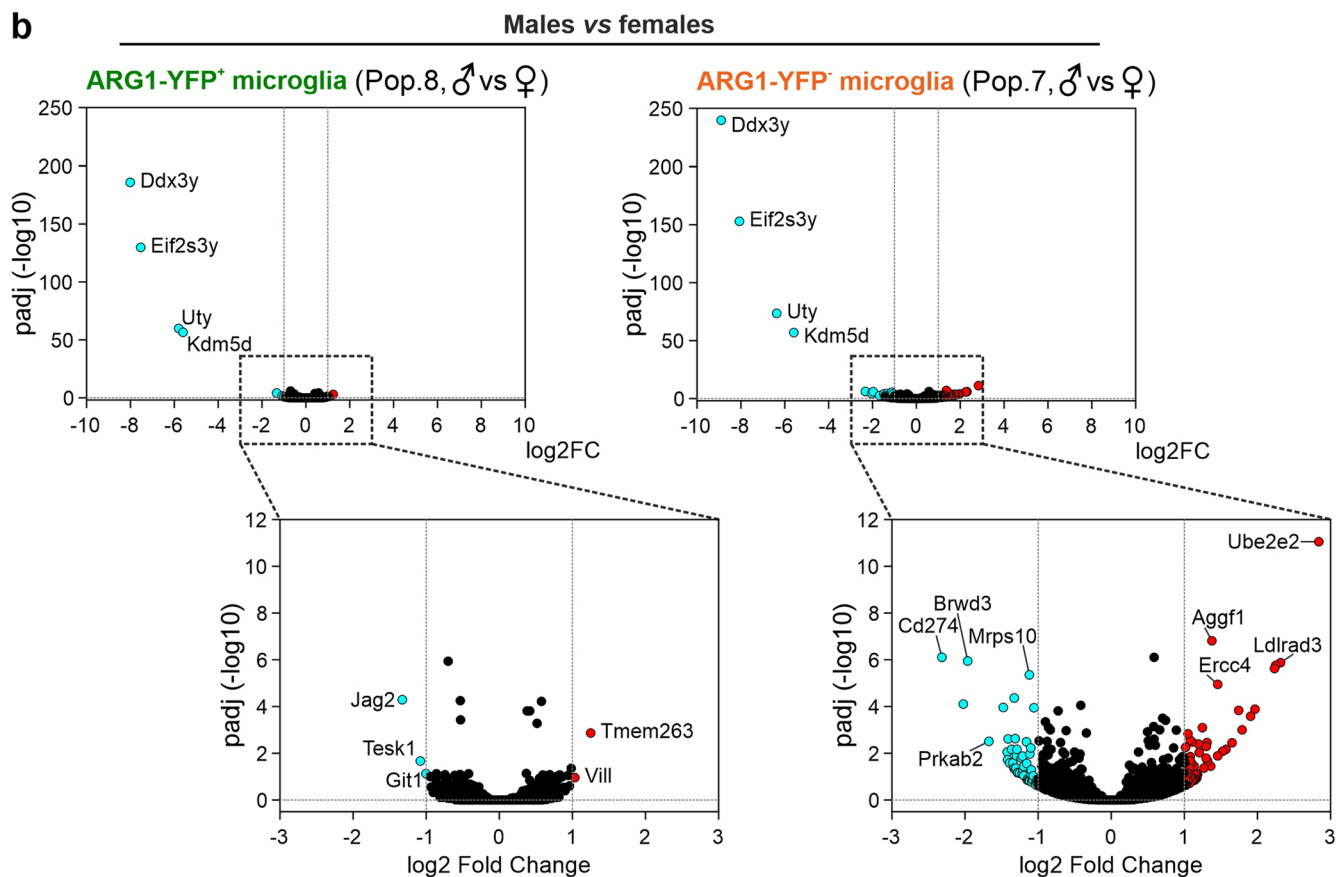 b
Males vs females
ARG1-YFP⁺ microglia (Pop.8, ♂ vs ♀)
250
200
150
100
50
0
padj (-log10)
Ddx3y
Eif2s3y
Uty
Kdm5d
-10 -8 -6 -4 -2 0 2 4 6 8 10
log2FC
ARG1-YFP⁻ microglia (Pop.7, ♂ vs ♀)
250
200
150
100
50
0
padj (-log10)
Ddx3y
Eif2s3y
Uty
Kdm5d
-10 -8 -6 -4 -2 0 2 4 6 8 10
log2FC
12
10
8
6
4
2
0
padj (-log10)
Jag2
Tesk1
Git1
Tmem263
Vill
-3 -2 -1 0 1 2 3
log2 Fold Change
12
10
8
6
4
2
0
padj (-log10)
Ube2e2
Brwd3
Cd274
Mrps10
Aggf1
Ldlrad3
Ercc4
Prkab2
-3 -2 -1 0 1 2 3
log2 Fold Change